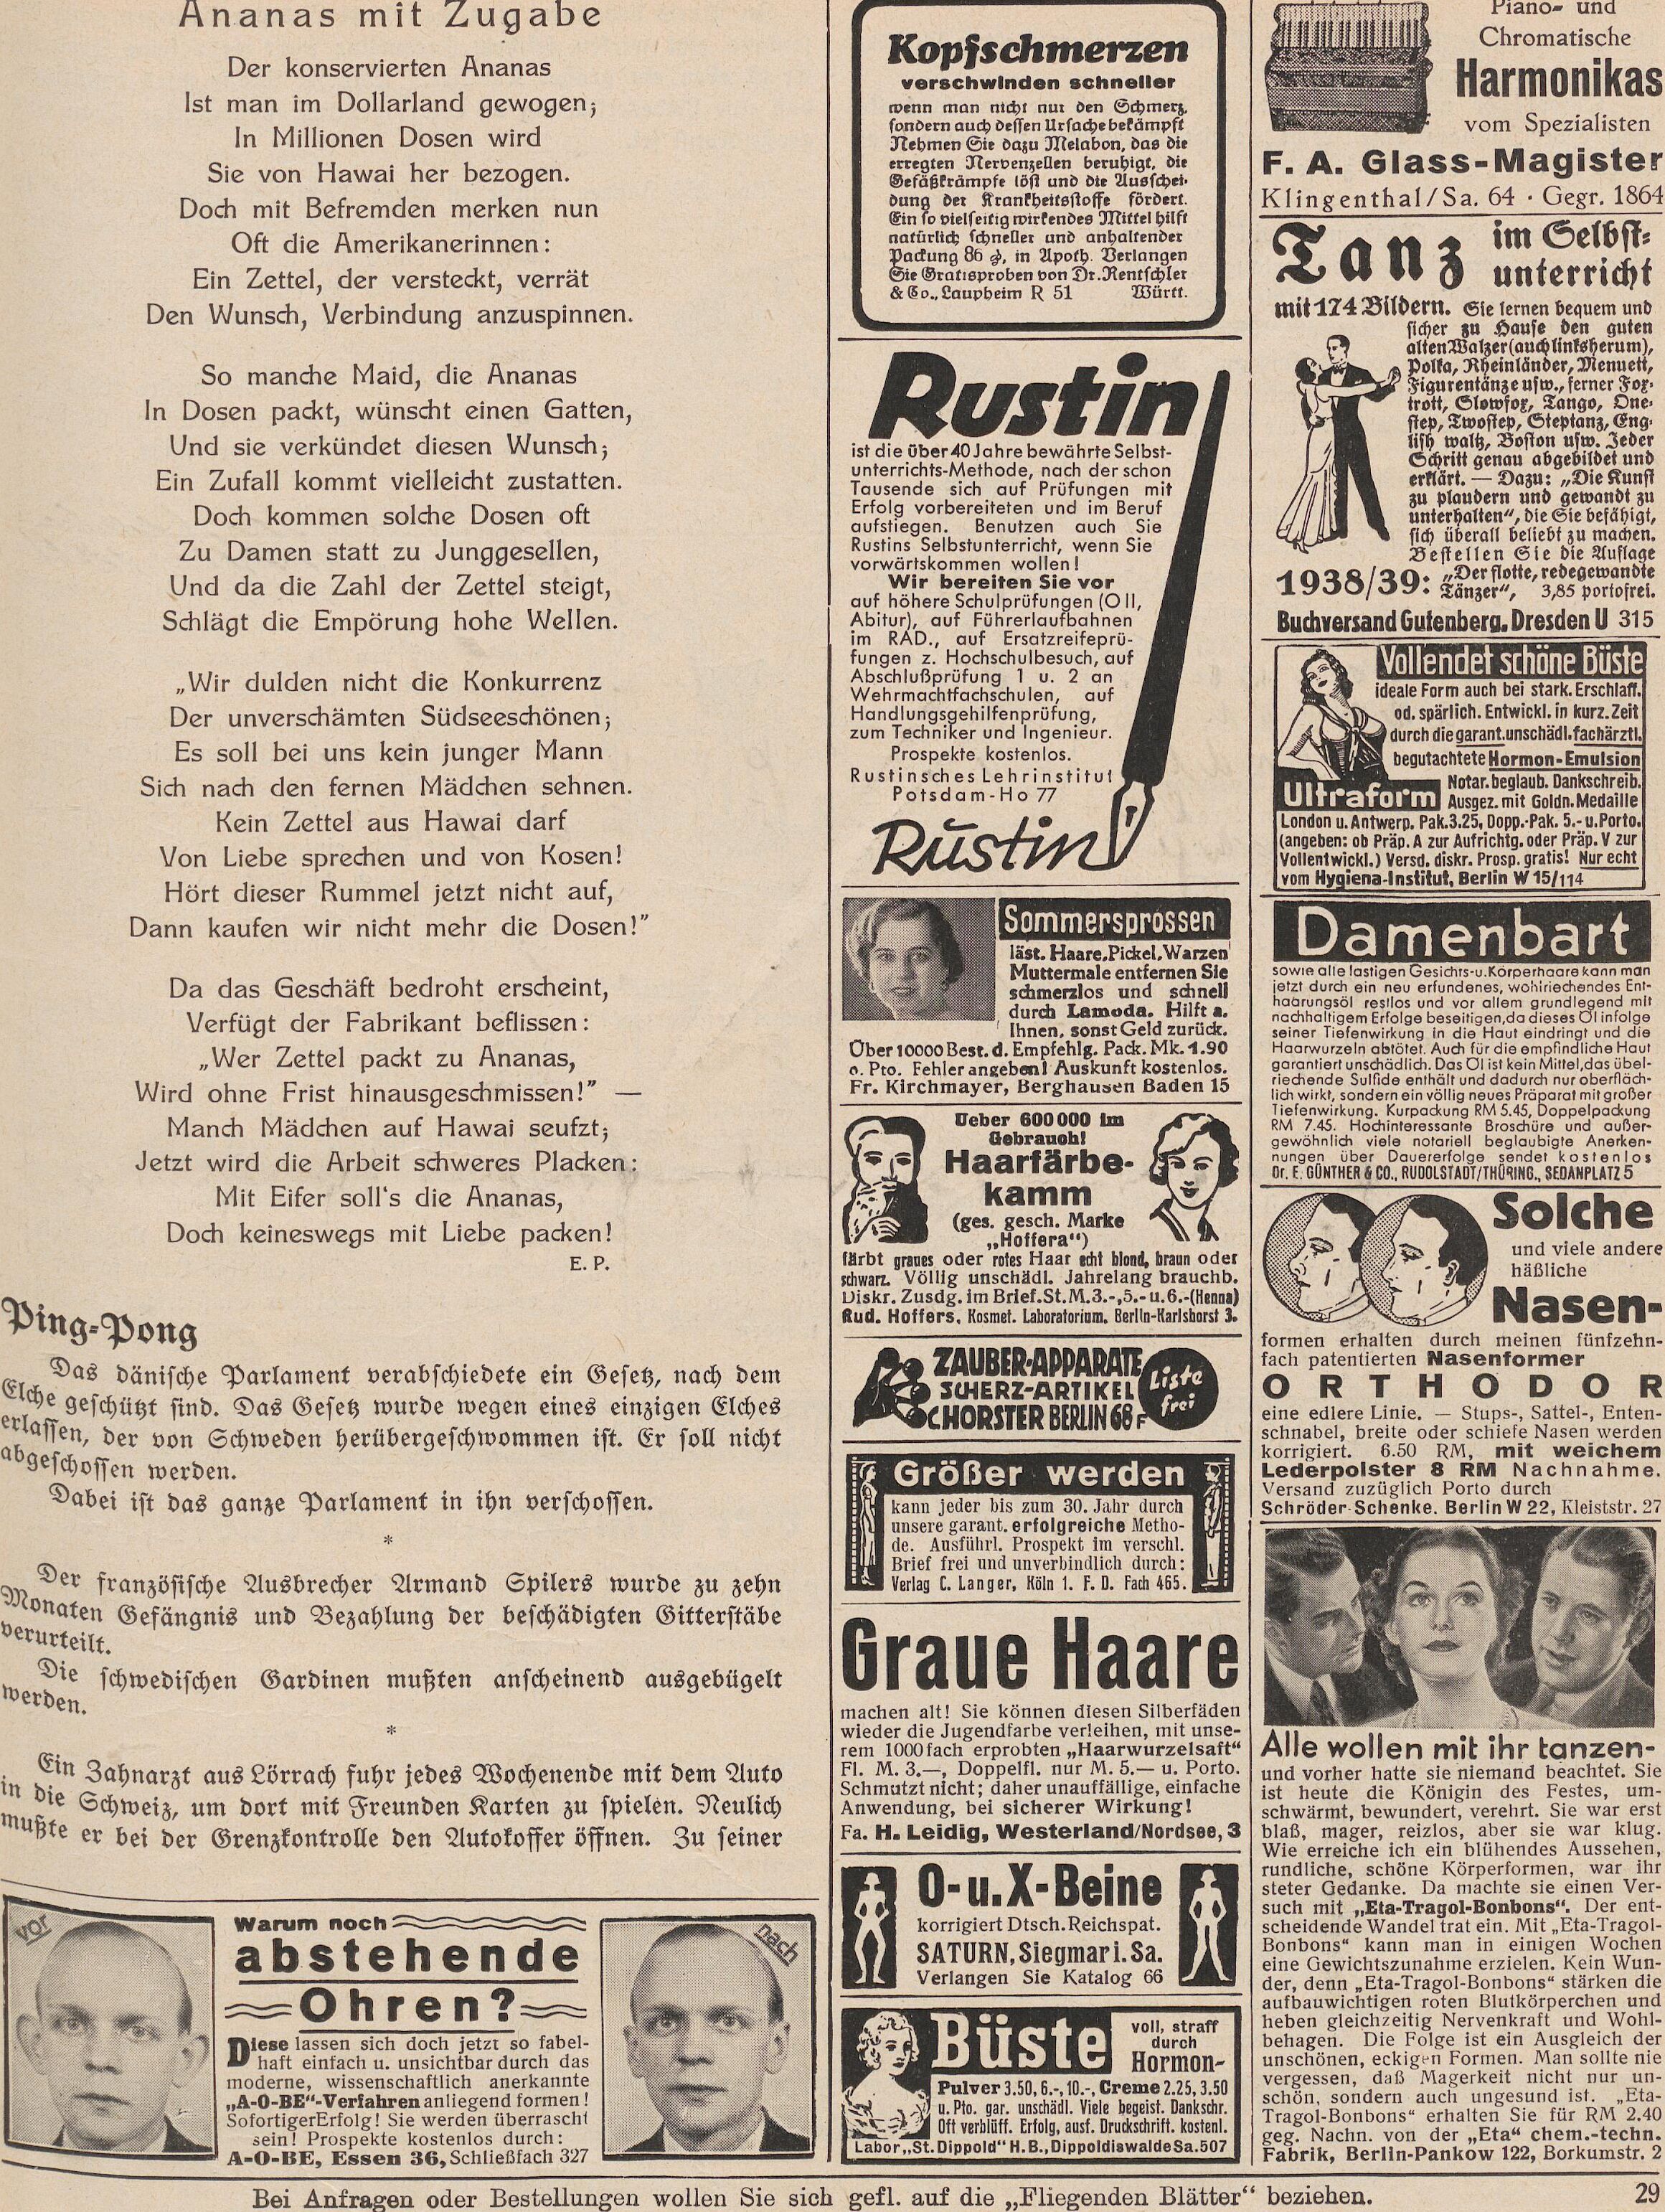 Ananas mit Zugabe
Der konservierten Ananas
Ist man im Dollarland gewogen;
In Millionen Dosen wird
Sie von Hawai her bezogen.
Doch mit Befremden merken nun
Oft die Amerikanerinnen:
Ein Zettel, der versteckt, verrät
Den Wunsch, Verbindung anzuspinnen.
So manche Maid, die Ananas
In Dosen packt, wünscht einen Gatten,
Und sie verkündet diesen Wunsch;
Ein Zufall kommt vielleicht zustatten.
Doch kommen solche Dosen oft
Zu Damen statt zu Junggesellen,
Und da die Zahl der Zettel steigt,
Schlägt die Empörung hohe Wellen.
„Wir dulden nicht die Konkurrenz
Der unverschämten Südseeschönen;
Es soll bei uns kein junger Mann
Sich nach den fernen Mädchen sehnen.
Kein Zettel aus Hawai darf
Von Liebe sprechen und von Kosen!
Hört dieser Rummel jetzt nicht auf,
Dann kaufen wir nicht mehr die Dosen!”
Da das Geschäft bedroht erscheint,
Verfügt der Fabrikant beflissen:
„Wer Zettel packt zu Ananas,
Wird ohne Frist hinausgeschmissen!” —
Manch Mädchen auf Hawai seufzt;
Jetzt wird die Arbeit schweres Placken:
Mit Eifer soll's die Ananas,
Doch keineswegs mit Liebe packen!
E. P.
Ping-Pong
Das dänische Parlament verabschiedete ein Gesetz, nach dem
Elche geschützt sind. Das Gesetz wurde wegen eines einzigen Elches
erlassen, der von Schweden herübergeschwommen ist. Er soll nicht
abgeschossen werden.
Dabei ist das ganze Parlament in ihn verschossen.
*
Der französische Ausbrecher Armand Spilers wurde zu zehn
Monaten Gefängnis und Bezahlung der beschädigten Gitterstäbe
verurteilt.
Die schwedischen Gardinen mußten anscheinend ausgebügelt
werden.
*
Ein Zahnarzt aus Lörrach fuhr jedes Wochenende mit dem Auto
in die Schweiz, um dort mit Freunden Karten zu spielen. Neulich
mußte er bei der Grenzkontrolle den Autokoffer öffnen. Zu seiner
vor
Warum noch
abstehende
Ohren?
Diese lassen sich doch jetzt so fabel-
haft einfach u. unsichtbar durch das
moderne, wissenschaftlich anerkannte
„A-O-BE“-Verfahren anliegend formen!
Sofortiger Erfolg! Sie werden überrascht
sein! Prospekte kostenlos durch:
A-O-BE, Essen 36, Schließfach 327
nach
Kopfschmerzen
verschwinden schneller
wenn man nicht nur den Schmerz,
sondern auch dessen Ursache bekämpft
Nehmen Sie dazu Melabon, das die
erregten Nervenzellen beruhigt, die
Gefäßkrämpfe löst und die Ausschei-
dung der Krankheitsstoffe fördert.
Ein so vielseitig wirkendes Mittel hilft
natürlich schneller und anhaltender
Packung 86 ₰, in Apoth. Verlangen
Sie Gratisproben von Dr. Rentschler
& Co., Laupheim R 51 Württ.
Rustin
ist die über 40 Jahre bewährte Selbst-
unterrichts-Methode, nach der schon
Tausende sich auf Prüfungen mit
Erfolg vorbereiteten und im Beruf
aufstiegen. Benutzen auch Sie
Rustins Selbstunterricht, wenn Sie
vorwärtskommen wollen!
Wir bereiten Sie vor
auf höhere Schulprüfungen (O II,
Abitur), auf Führerlaufbahnen
im RAD., auf Ersatzreifeprü-
fungen z. Hochschulbesuch, auf
Abschlußprüfung 1 u. 2 an
Wehrmachtfachschulen, auf
Handlungsgehilfenprüfung,
zum Techniker und Ingenieur.
Prospekte kostenlos.
Rustinsches Lehrinstitut
Potsdam-Ho 77
Rustin
Sommersprossen
läst. Haare, Pickel, Warzen
Muttermale entfernen Sie
schmerzlos und schnell
durch Lamoda. Hilft a.
Ihnen, sonst Geld zurück.
Über 10000 Best. d. Empfehlg. Pack. Mk. 1.90
o. Pto. Fehler angeben! Auskunft kostenlos.
Fr. Kirchmayer, Berghausen Baden 15
Ueber 600 000 im
Gebrauch!
Haarfärbe-
kamm
(ges. gesch. Marke
„Hoffera“)
färbt graues oder rotes Haar echt blond, braun oder
schwarz. Völlig unschädl. Jahrelang brauchb.
Diskr. Zusdg. im Brief. St. M. 3.-, 5.- u. 6.- (Henna)
Rud. Hoffers, Kosmet. Laboratorium, Berlin-Karlshorst 3.
ZAUBER-APPARATE
SCHERZ-ARTIKEL
CHORSTER BERLIN 68 F
Liste
frei
Größer werden
kann jeder bis zum 30. Jahr durch
unsere garant. erfolgreiche Metho-
de. Ausführl. Prospekt im verschl.
Brief frei und unverbindlich durch:
Verlag C. Langer, Köln 1. F. D. Fach 465.
Graue Haare
machen alt! Sie können diesen Silberfäden
wieder die Jugendfarbe verleihen, mit unse-
rem 1000fach erprobten „Haarwurzelsaft“
Fl. M. 3.—, Doppelfl. nur M. 5.— u. Porto.
Schmutzt nicht; daher unauffällige, einfache
Anwendung, bei sicherer Wirkung!
Fa. H. Leidig, Westerland/Nordsee, 3
O- u. X-Beine
korrigiert Dtsch. Reichspat.
SATURN, Siegmar i. Sa.
Verlangen Sie Katalog 66
Büste
voll, straff
durch
Hormon-
Pulver 3.50, 6.-, 10.-, Creme 2.25, 3.50
u. Pto. gar. unschädl. Viele begeist. Dankschr.
Oft verblüff. Erfolg, ausf. Druckschrift. kostenl.
Labor „St. Dippold“ H. B., Dippoldiswalde Sa. 507
Piano- und
Chromatische
Harmonikas
vom Spezialisten
F. A. Glass-Magister
Klingenthal/Sa. 64 · Gegr. 1864
Tanz im Selbst-
unterricht
mit 174 Bildern. Sie lernen bequem und
sicher zu Hause den guten
alten Walzer (auch linksherum),
Polka, Rheinländer, Menuett,
Figurentänze usw., ferner Fox-
trott, Slowfox, Tango, One-
step, Twostep, Steptanz, Eng-
lish waltz, Boston usw. Jeder
Schritt genau abgebildet und
erklärt. — Dazu: „Die Kunst
zu plaudern und gewandt zu
unterhalten“, die Sie befähigt,
sich überall beliebt zu machen.
Bestellen Sie die Auflage
1938/39: „Der flotte, redegewandte
Tänzer“, 3,85 portofrei.
Buchversand Gutenberg, Dresden U 315
Vollendet schöne Büste
ideale Form auch bei stark. Erschlaff.
od. spärlich. Entwickl. in kurz. Zeit
durch die garant. unschädl. fachärztl.
begutachtete Hormon-Emulsion
Ultraform
Notar. beglaub. Dankschreib.
Ausgez. mit Goldn. Medaille
London u. Antwerp. Pak. 3.25, Dopp.-Pak. 5.- u. Porto.
(angeben: ob Präp. A zur Aufrichtg. oder Präp. V zur
Vollentwickl.) Versd. diskr. Prosp. gratis! Nur echt
vom Hygiena-Institut, Berlin W 15/114
Damenbart
sowie alle lästigen Gesichts- u. Körperhaare kann man
jetzt durch ein neu erfundenes, wohlriechendes Ent-
haarungsöl restlos und vor allem grundlegend mit
nachhaltigem Erfolge beseitigen, da dieses Öl infolge
seiner Tiefenwirkung in die Haut eindringt und die
Haarwurzeln abtötet. Auch für die empfindliche Haut
garantiert unschädlich. Das Öl ist kein Mittel, das übel-
riechende Sulfide enthält und dadurch nur oberfläch-
lich wirkt, sondern ein völlig neues Präparat mit großer
Tiefenwirkung. Kurpackung RM 5.45, Doppelpackung
RM 7.45. Hochinteressante Broschüre und außer-
gewöhnlich viele notariell beglaubigte Anerken-
nungen über Dauererfolge sendet kostenlos
Dr. E. GÜNTHER & CO., RUDOLSTADT/THÜRING., SEDANPLATZ 5
Solche
und viele andere
häßliche
Nasen-
formen erhalten durch meinen fünfzehn-
fach patentierten Nasenformer
ORTHODOR
eine edlere Linie. — Stups-, Sattel-, Enten-
schnabel, breite oder schiefe Nasen werden
korrigiert. 6.50 RM, mit weichem
Lederpolster 8 RM Nachnahme.
Versand zuzüglich Porto durch
Schröder-Schenke, Berlin W 22, Kleiststr. 27
Alle wollen mit ihr tanzen-
und vorher hatte sie niemand beachtet. Sie
ist heute die Königin des Festes, um-
schwärmt, bewundert, verehrt. Sie war erst
blaß, mager, reizlos, aber sie war klug.
Wie erreiche ich ein blühendes Aussehen,
rundliche, schöne Körperformen, war ihr
steter Gedanke. Da machte sie einen Ver-
such mit „Eta-Tragol-Bonbons“. Der ent-
scheidende Wandel trat ein. Mit „Eta-Tragol-
Bonbons“ kann man in einigen Wochen
eine Gewichtszunahme erzielen. Kein Wun-
der, denn „Eta-Tragol-Bonbons“ stärken die
aufbauwichtigen roten Blutkörperchen und
heben gleichzeitig Nervenkraft und Wohl-
behagen. Die Folge ist ein Ausgleich der
unschönen, eckigen Formen. Man sollte nie
vergessen, daß Magerkeit nicht nur un-
schön, sondern auch ungesund ist. „Eta-
Tragol-Bonbons“ erhalten Sie für RM 2.40
geg. Nachn. von der „Eta“ chem.-techn.
Fabrik, Berlin-Pankow 122, Borkumstr. 2
Bei Anfragen oder Bestellungen wollen Sie sich gefl. auf die „Fliegenden Blätter“ beziehen.
29